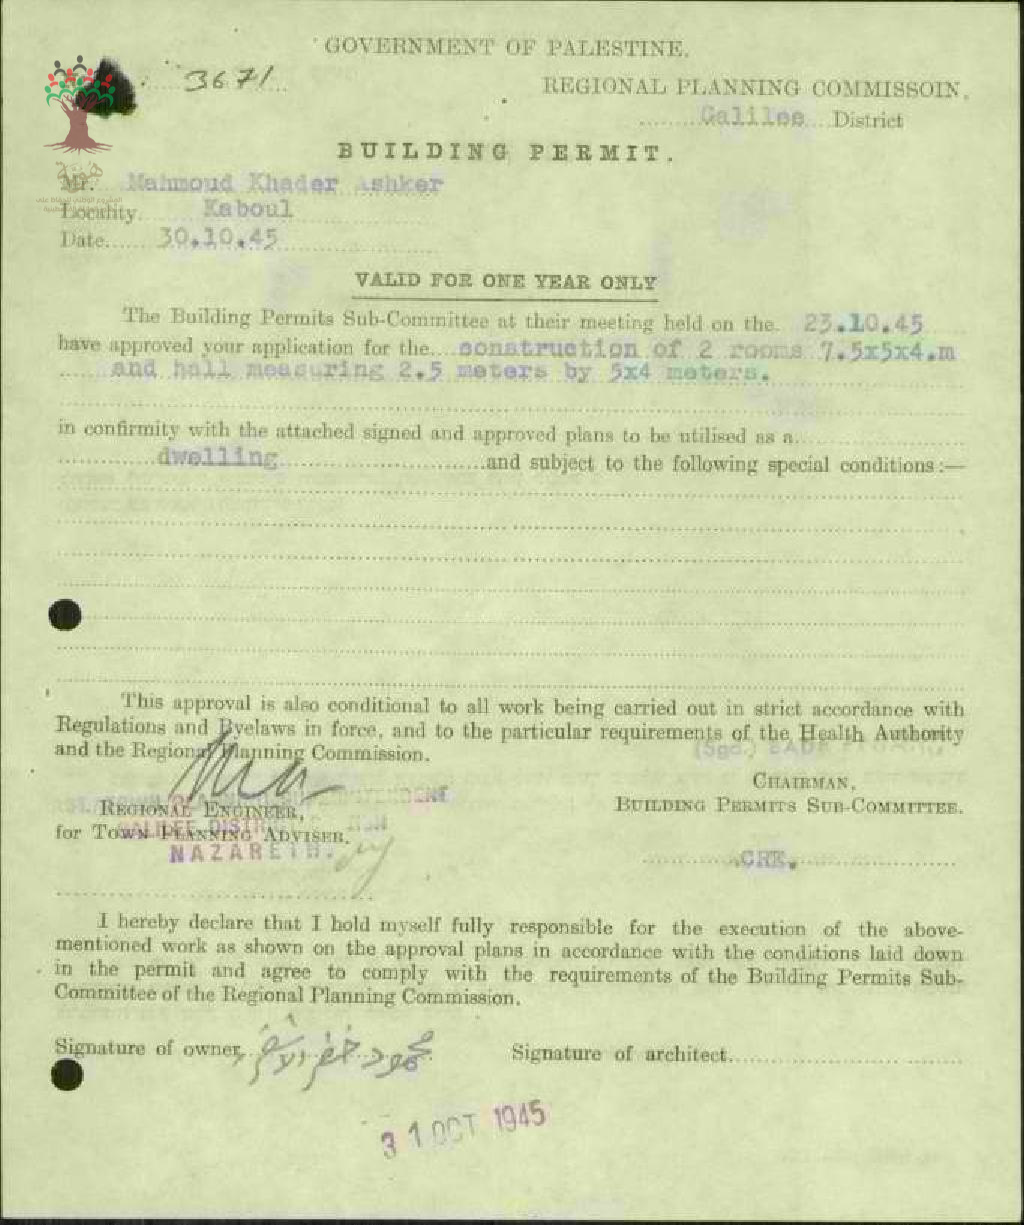 GOVERNMENT OF PALESTINE.
3671
REGIONAL PLANNING COMMISSOIN.
Galilee District
BUILDING PERMIT.
Mr. Mahmoud Khader Ashker
Locality Kaboul
Date 30.10.45
VALID FOR ONE YEAR ONLY
The Building Permits Sub-Committee at their meeting held on the 23.10.45
have approved your application for the construction of 2 rooms 7.5x5x4.m
and hall measuring 2.5 meters by 5x4 meters.
in confirmity with the attached signed and approved plans to be utilised as a
dwelling and subject to the following special conditions:—
This approval is also conditional to all work being carried out in strict accordance with
Regulations and Byelaws in force, and to the particular requirements of the Health Authority
and the Regional Planning Commission.
(Sgd.)
CHAIRMAN,
BUILDING PERMITS SUB-COMMITTEE.
REGIONAL ENGINEER,
for TOWN PLANNING ADVISER.
GALILEE DISTRICT
NAZARETH.
CRE.
I hereby declare that I hold myself fully responsible for the execution of the above-
mentioned work as shown on the approval plans in accordance with the conditions laid down
in the permit and agree to comply with the requirements of the Building Permits Sub-
Committee of the Regional Planning Commission.
Signature of owner محمود خضر الاشقر
Signature of architect
31 OCT 1945